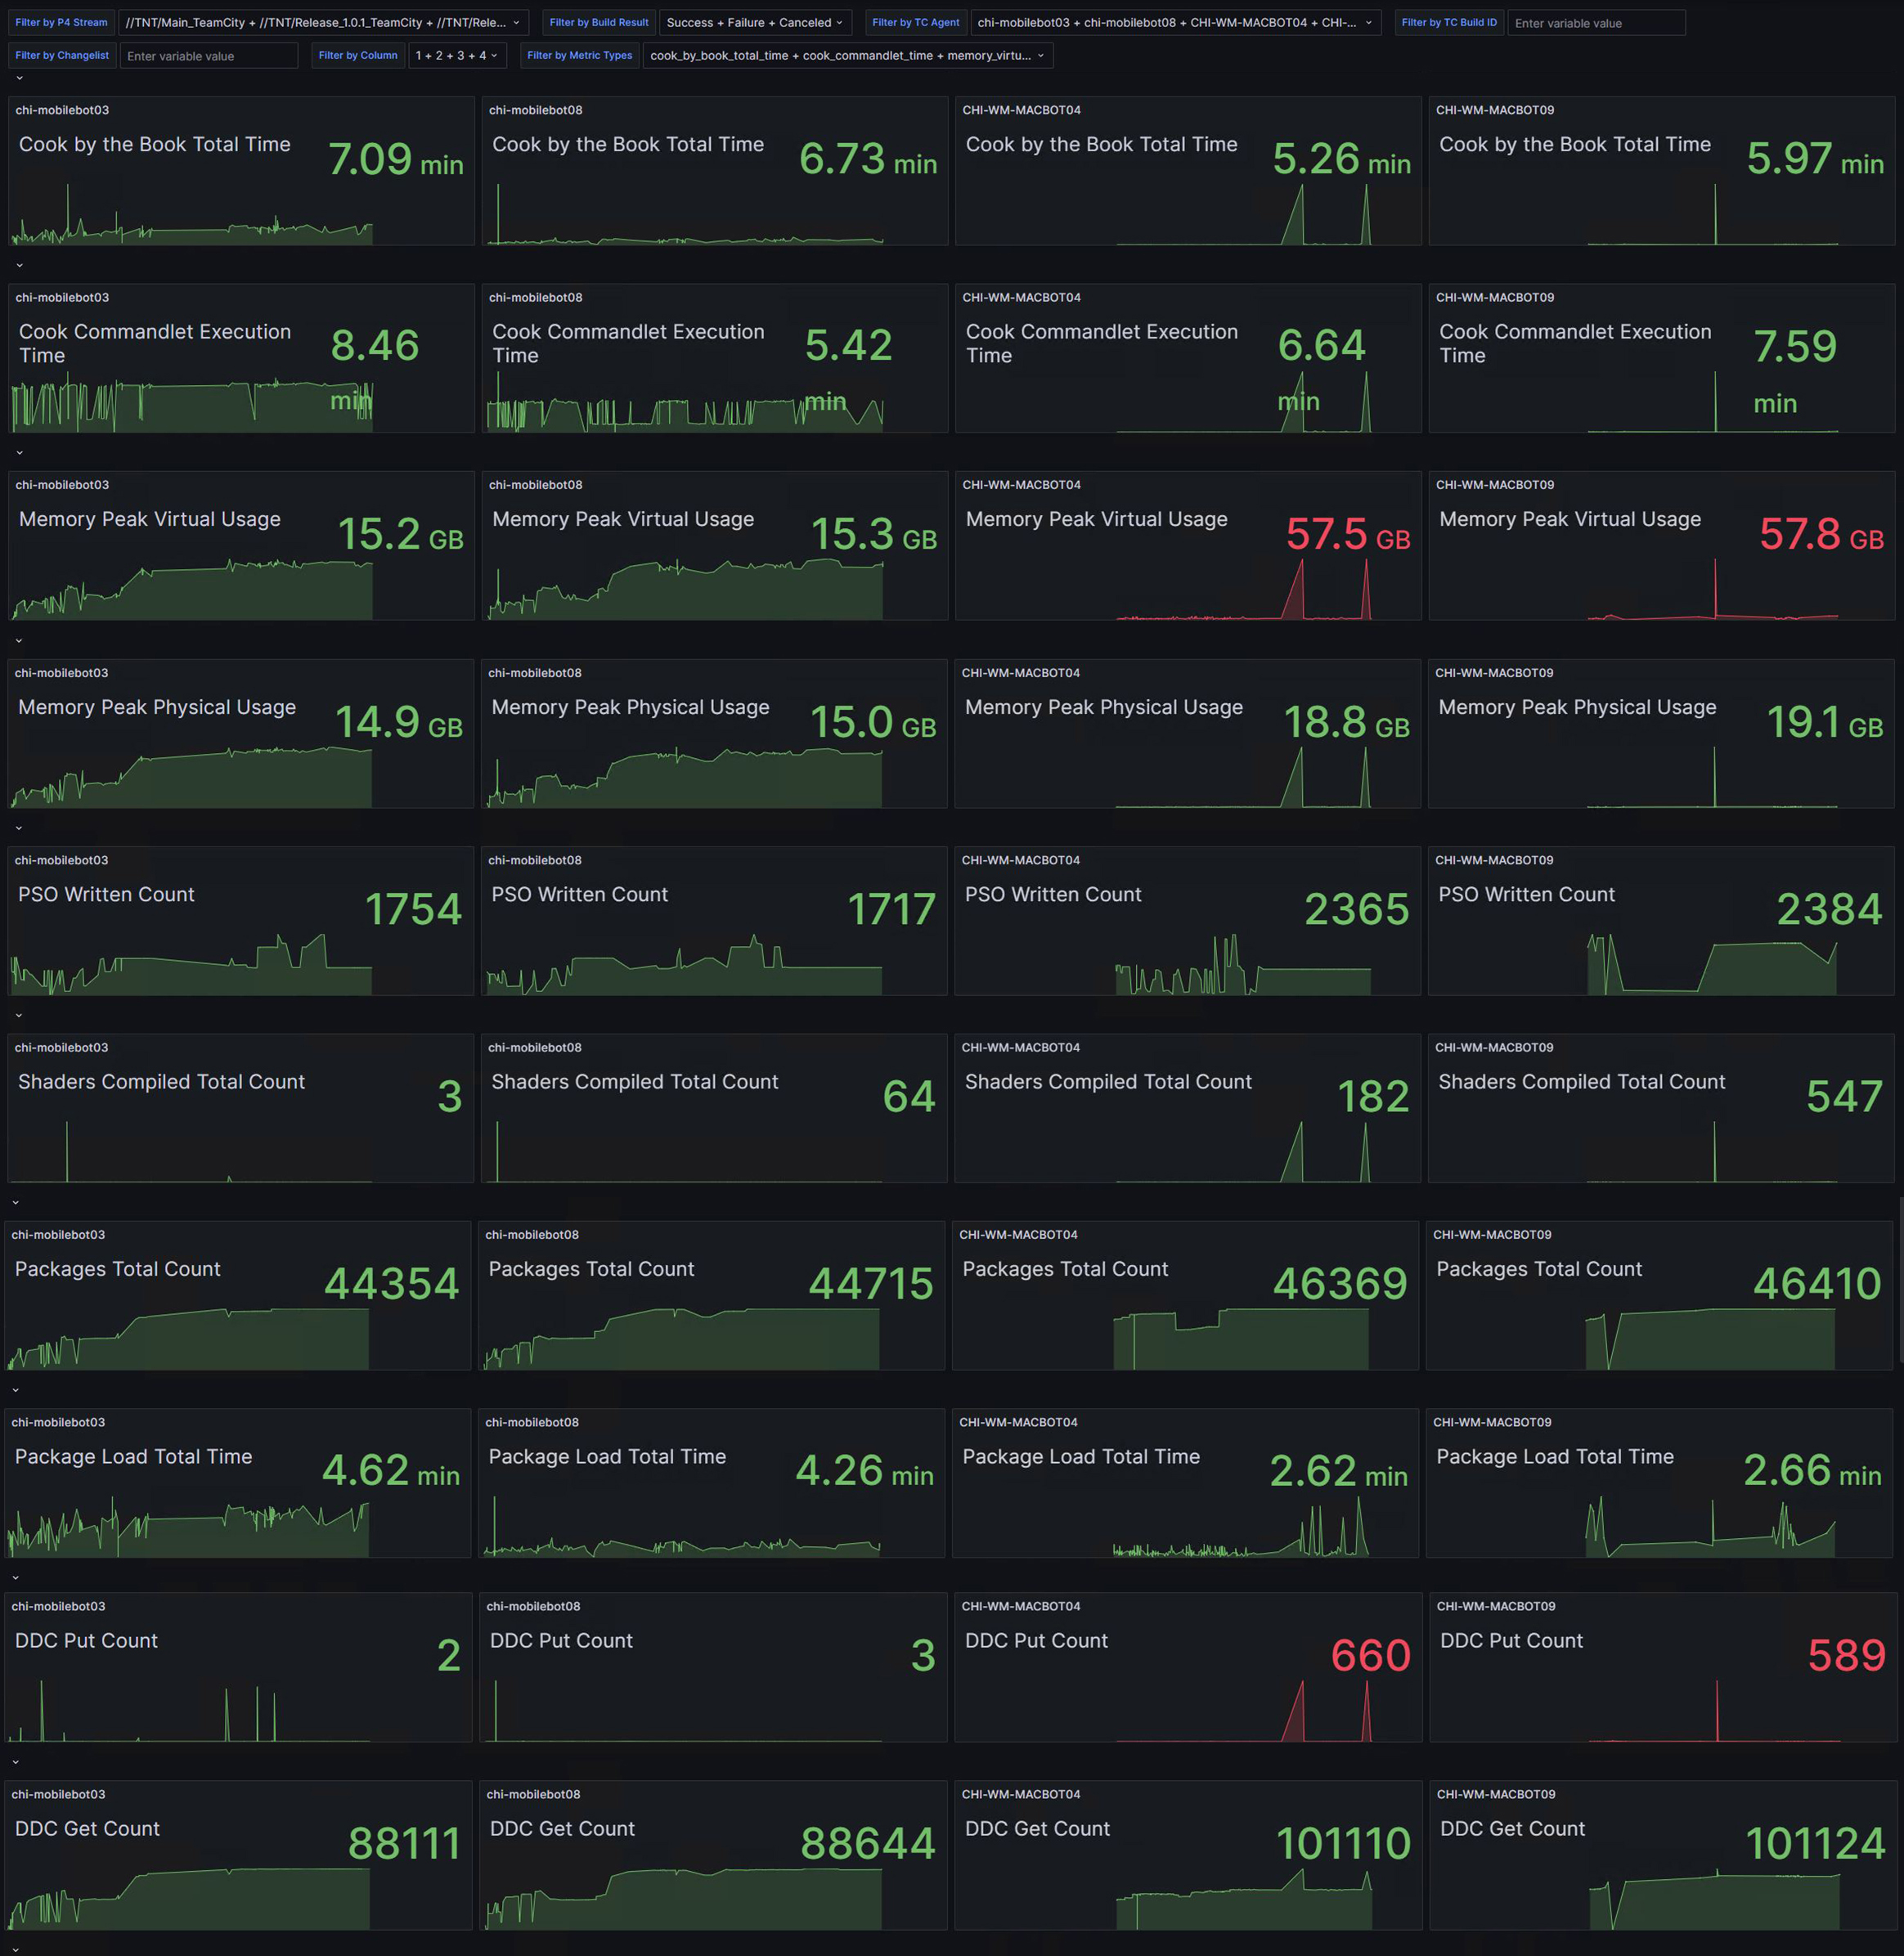 Filter by P4 Stream //TNT/Main_TeamCity + //TNT/Release_1.0.1_TeamCity + //TNT/Rele... Filter by Build Result Success + Failure + Canceled Filter by TC Agent chi-mobilebot03 + chi-mobilebot08 + CHI-WM-MACBOT04 + CHI-... Filter by TC Build ID Enter variable value
Filter by Changelist Enter variable value Filter by Column 1 + 2 + 3 + 4 Filter by Metric Types cook_by_book_total_time + cook_commandlet_time + memory_virtu...
chi-mobilebot03
Cook by the Book Total Time
7.09 min
chi-mobilebot08
Cook by the Book Total Time
6.73 min
CHI-WM-MACBOT04
Cook by the Book Total Time
5.26 min
CHI-WM-MACBOT09
Cook by the Book Total Time
5.97 min
chi-mobilebot03
Cook Commandlet Execution
Time
8.46
min
chi-mobilebot08
Cook Commandlet Execution
Time
5.42
min
CHI-WM-MACBOT04
Cook Commandlet Execution
Time
6.64
min
CHI-WM-MACBOT09
Cook Commandlet Execution
Time
7.59
min
chi-mobilebot03
Memory Peak Virtual Usage
15.2 GB
chi-mobilebot08
Memory Peak Virtual Usage
15.3 GB
CHI-WM-MACBOT04
Memory Peak Virtual Usage
57.5 GB
CHI-WM-MACBOT09
Memory Peak Virtual Usage
57.8 GB
chi-mobilebot03
Memory Peak Physical Usage
14.9 GB
chi-mobilebot08
Memory Peak Physical Usage
15.0 GB
CHI-WM-MACBOT04
Memory Peak Physical Usage
18.8 GB
CHI-WM-MACBOT09
Memory Peak Physical Usage
19.1 GB
chi-mobilebot03
PSO Written Count
1754
chi-mobilebot08
PSO Written Count
1717
CHI-WM-MACBOT04
PSO Written Count
2365
CHI-WM-MACBOT09
PSO Written Count
2384
chi-mobilebot03
Shaders Compiled Total Count
3
chi-mobilebot08
Shaders Compiled Total Count
64
CHI-WM-MACBOT04
Shaders Compiled Total Count
182
CHI-WM-MACBOT09
Shaders Compiled Total Count
547
chi-mobilebot03
Packages Total Count
44354
chi-mobilebot08
Packages Total Count
44715
CHI-WM-MACBOT04
Packages Total Count
46369
CHI-WM-MACBOT09
Packages Total Count
46410
chi-mobilebot03
Package Load Total Time
4.62 min
chi-mobilebot08
Package Load Total Time
4.26 min
CHI-WM-MACBOT04
Package Load Total Time
2.62 min
CHI-WM-MACBOT09
Package Load Total Time
2.66 min
chi-mobilebot03
DDC Put Count
2
chi-mobilebot08
DDC Put Count
3
CHI-WM-MACBOT04
DDC Put Count
660
CHI-WM-MACBOT09
DDC Put Count
589
chi-mobilebot03
DDC Get Count
88111
chi-mobilebot08
DDC Get Count
88644
CHI-WM-MACBOT04
DDC Get Count
101110
CHI-WM-MACBOT09
DDC Get Count
101124